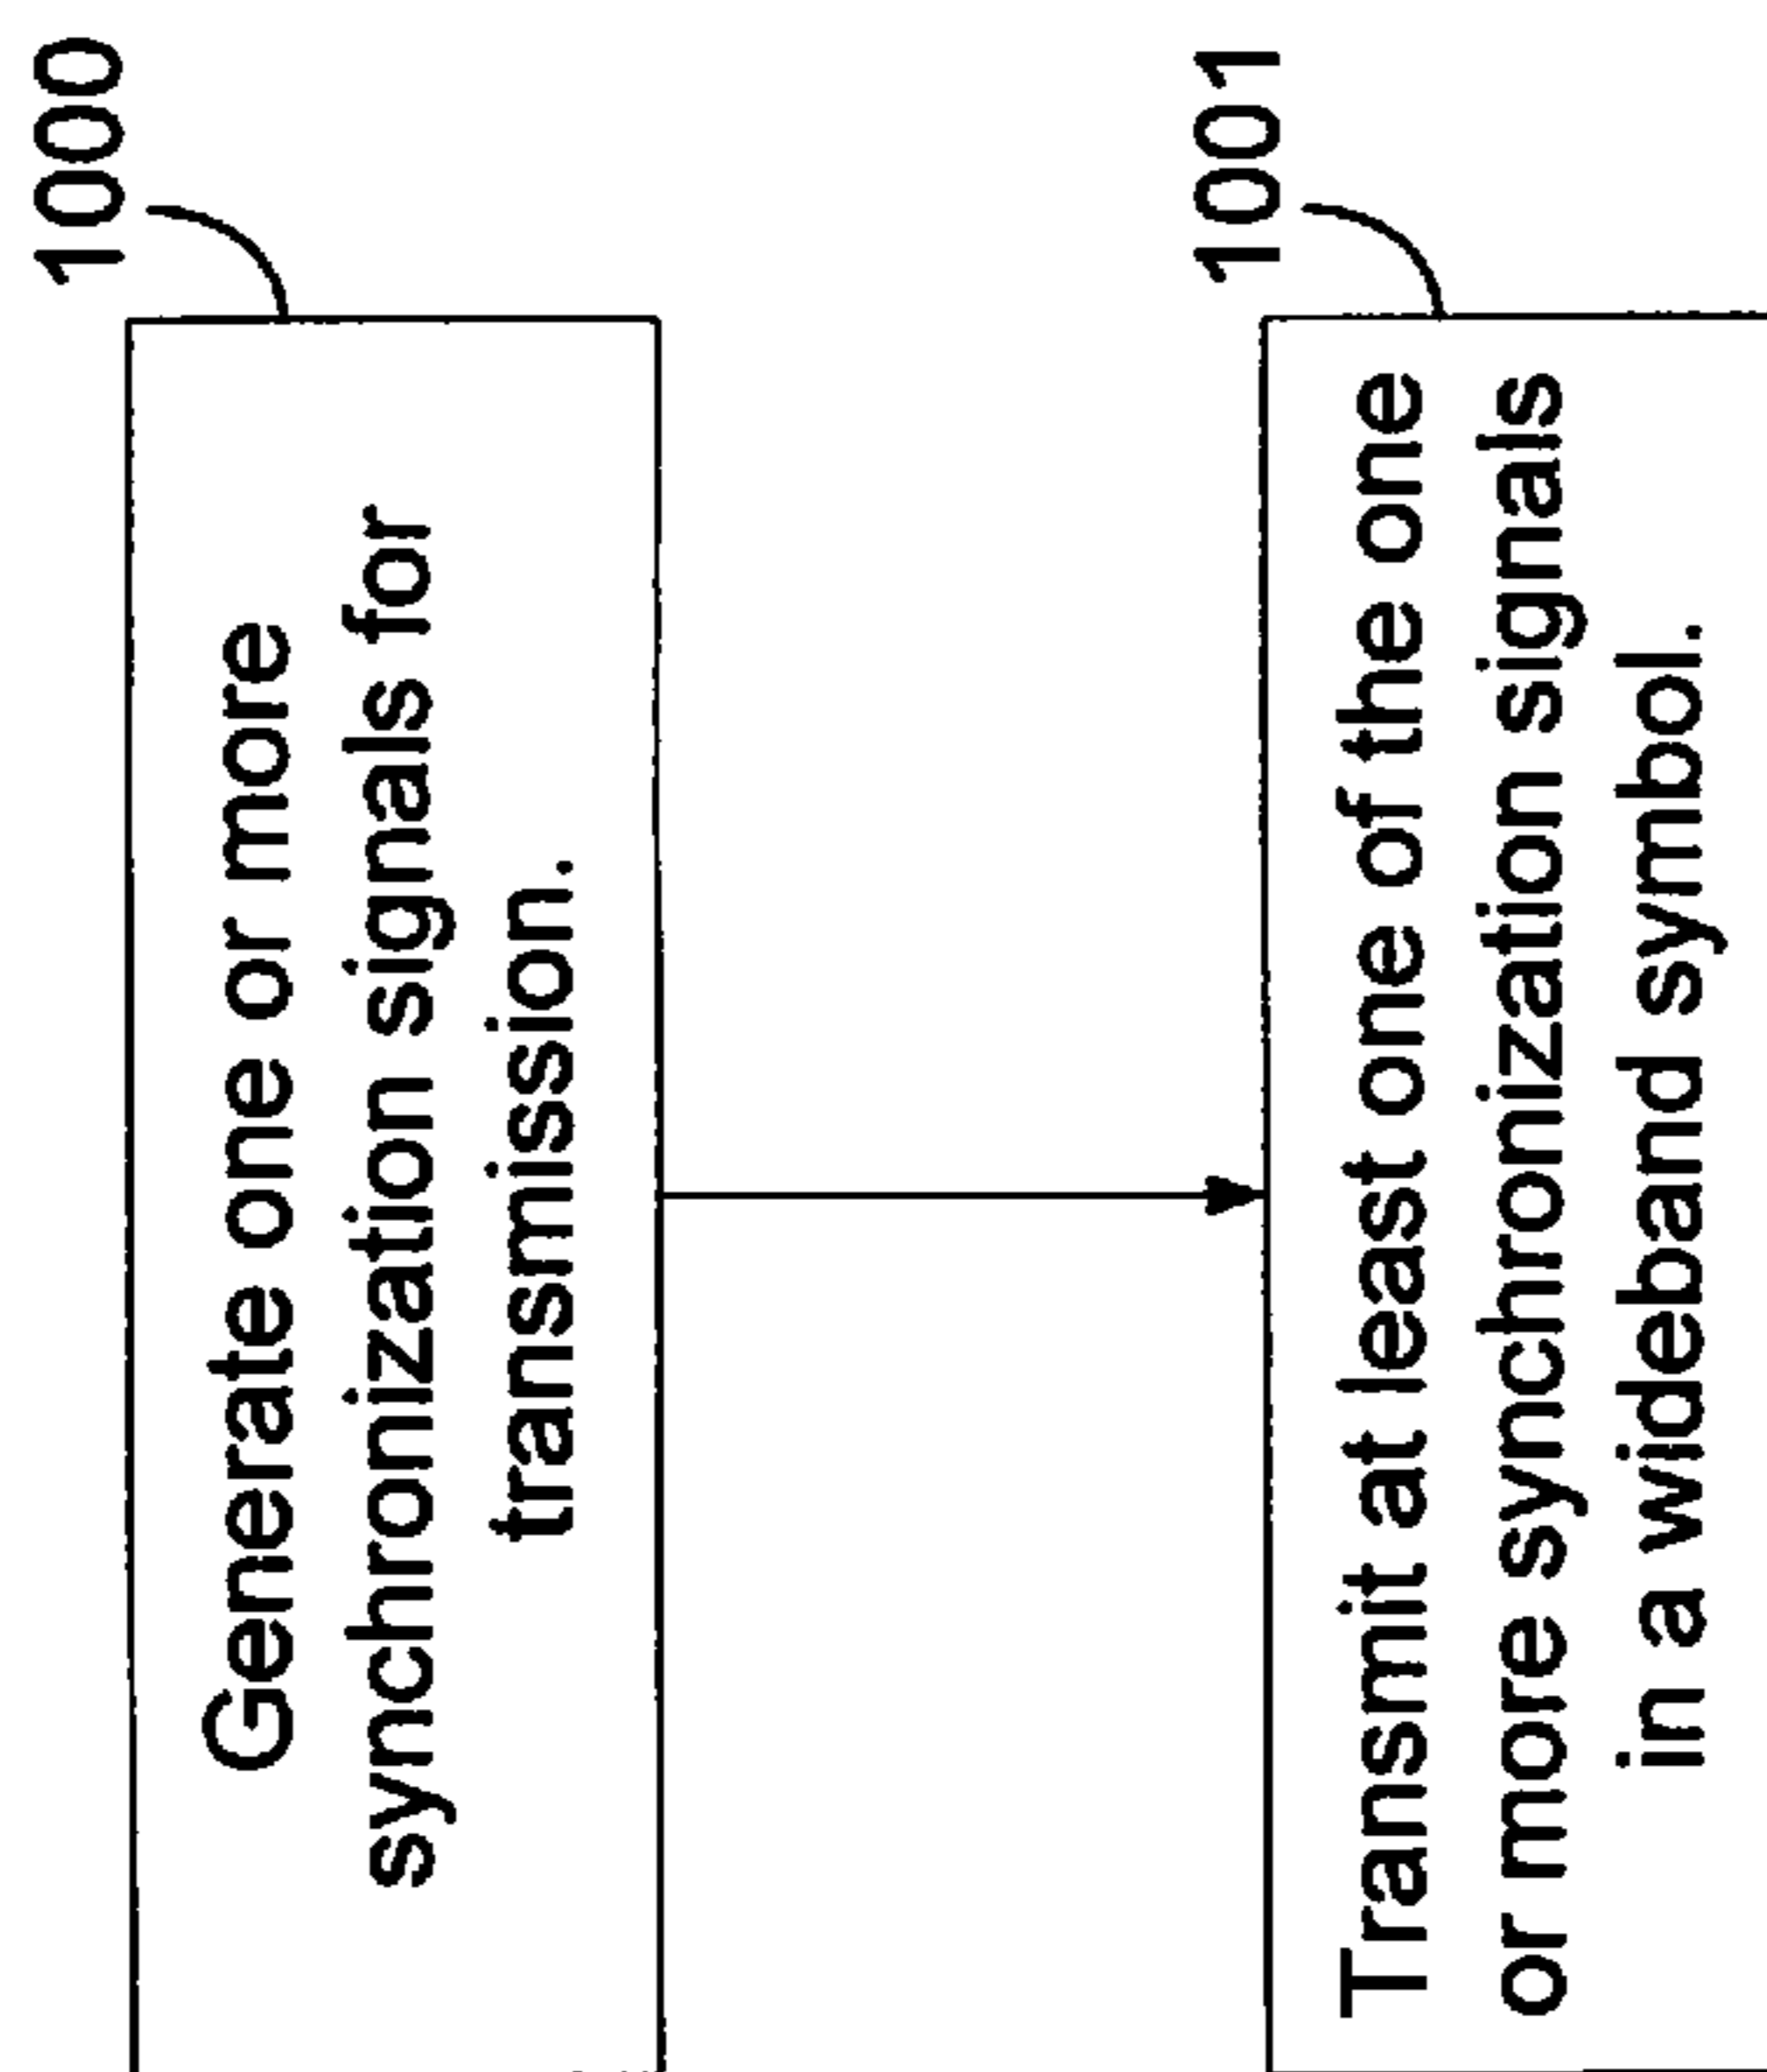 1000
Generate one or more
synchronization signals for
transmission.
1001
Transmit at least one of the one
or more synchronization signals
in a wideband symbol.